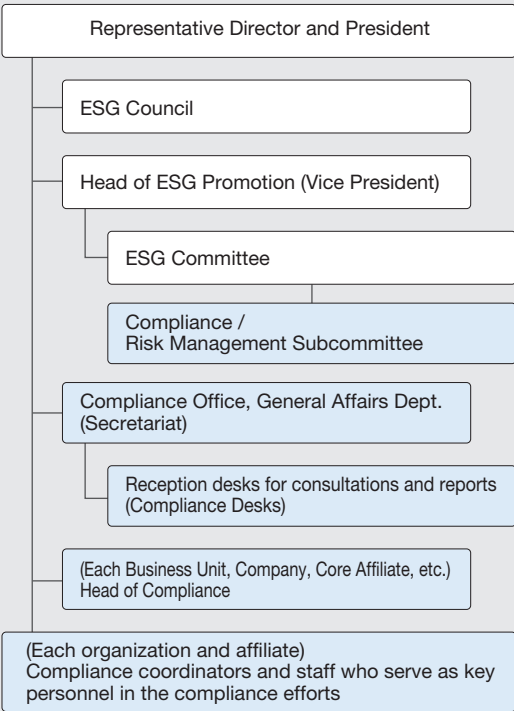 Representative Director and President
ESG Council
Head of ESG Promotion (Vice President)
ESG Committee
Compliance /
Risk Management Subcommittee
Compliance Office, General Affairs Dept.
(Secretariat)
Reception desks for consultations and reports
(Compliance Desks)
(Each Business Unit, Company, Core Affiliate, etc.)
Head of Compliance
(Each organization and affiliate)
Compliance coordinators and staff who serve as key
personnel in the compliance efforts